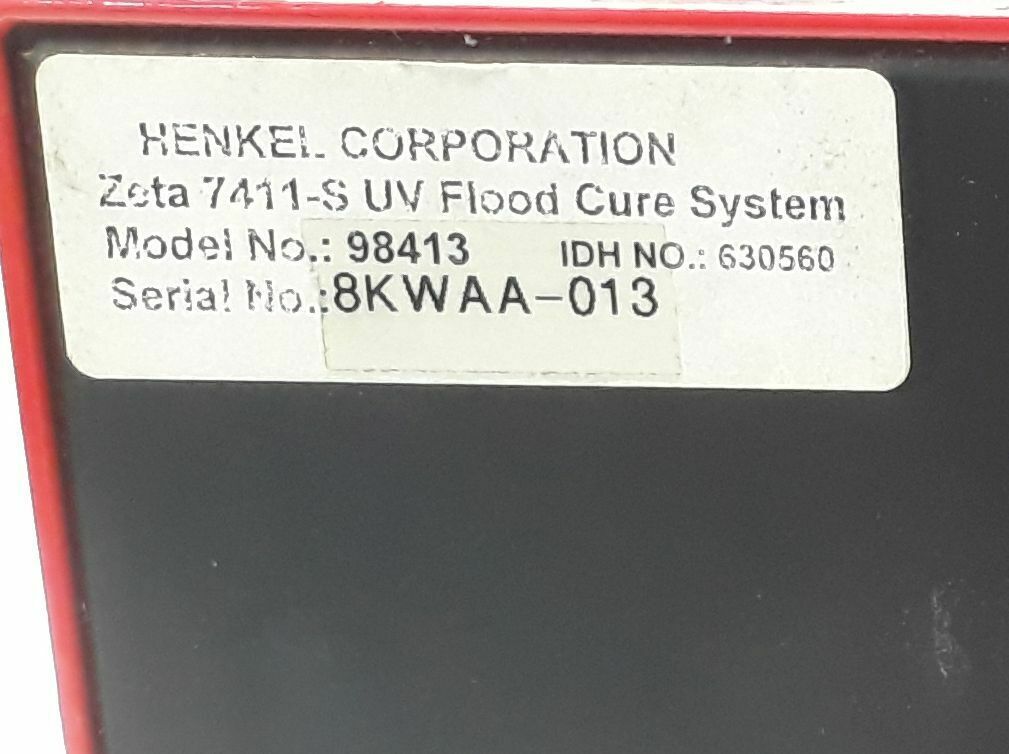 HENKEL CORPORATION
Zeta 7411-S UV Flood Cure System
Model No.: 98413 IDH NO.: 630560
Serial No.:8KWAA-013